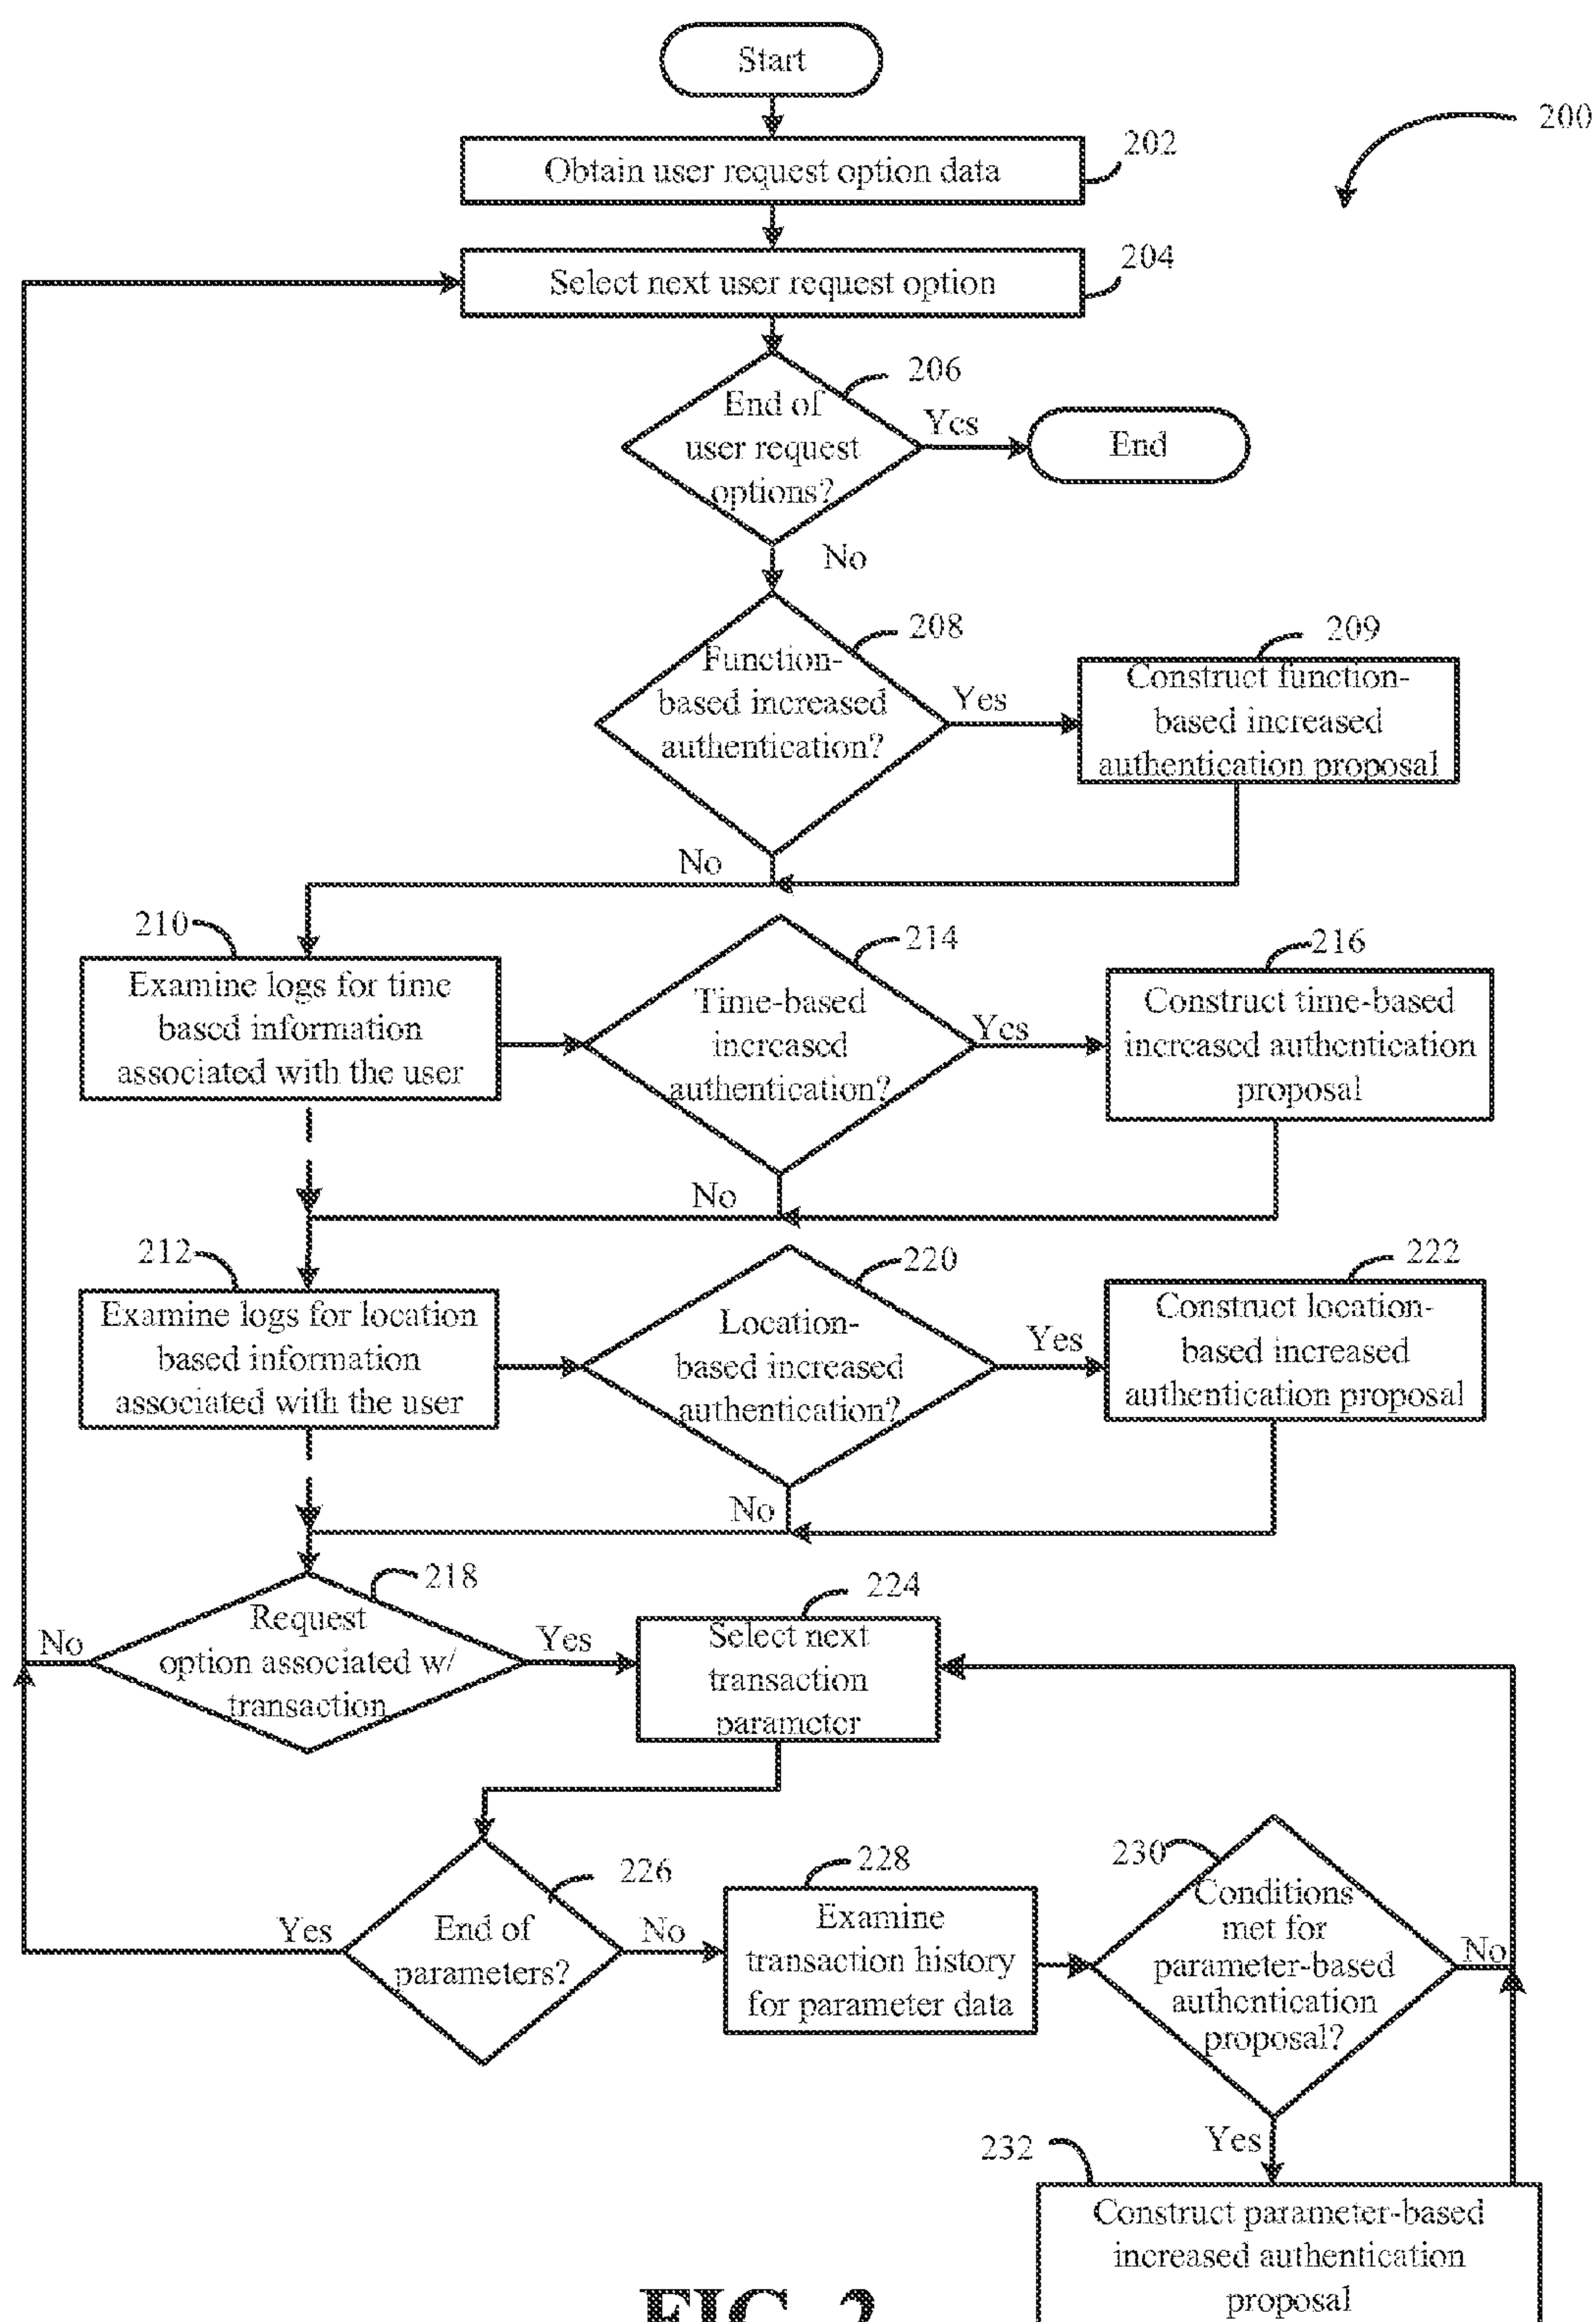 Start
200
202
Obtain user request option data
204
Select next user request option
206
End of
user request
options?
Yes
End
No
208
Function-
based increased
authentication?
Yes
209
Construct function-
based increased
authentication proposal
No
210
Examine logs for time
based information
associated with the user
214
Time-based
increased
authentication?
Yes
216
Construct time-based
increased authentication
proposal
No
212
Examine logs for location
based information
associated with the user
220
Location-
based increased
authentication?
Yes
222
Construct location-
based increased
authentication proposal
No
218
Request
option associated w/
transaction
No
Yes
224
Select next
transaction
parameter
226
End of
parameters?
Yes
No
228
Examine
transaction history
for parameter data
230
Conditions
met for
parameter-based
authentication
proposal?
No
Yes
232
Construct parameter-based
increased authentication
proposal
FIG. 2